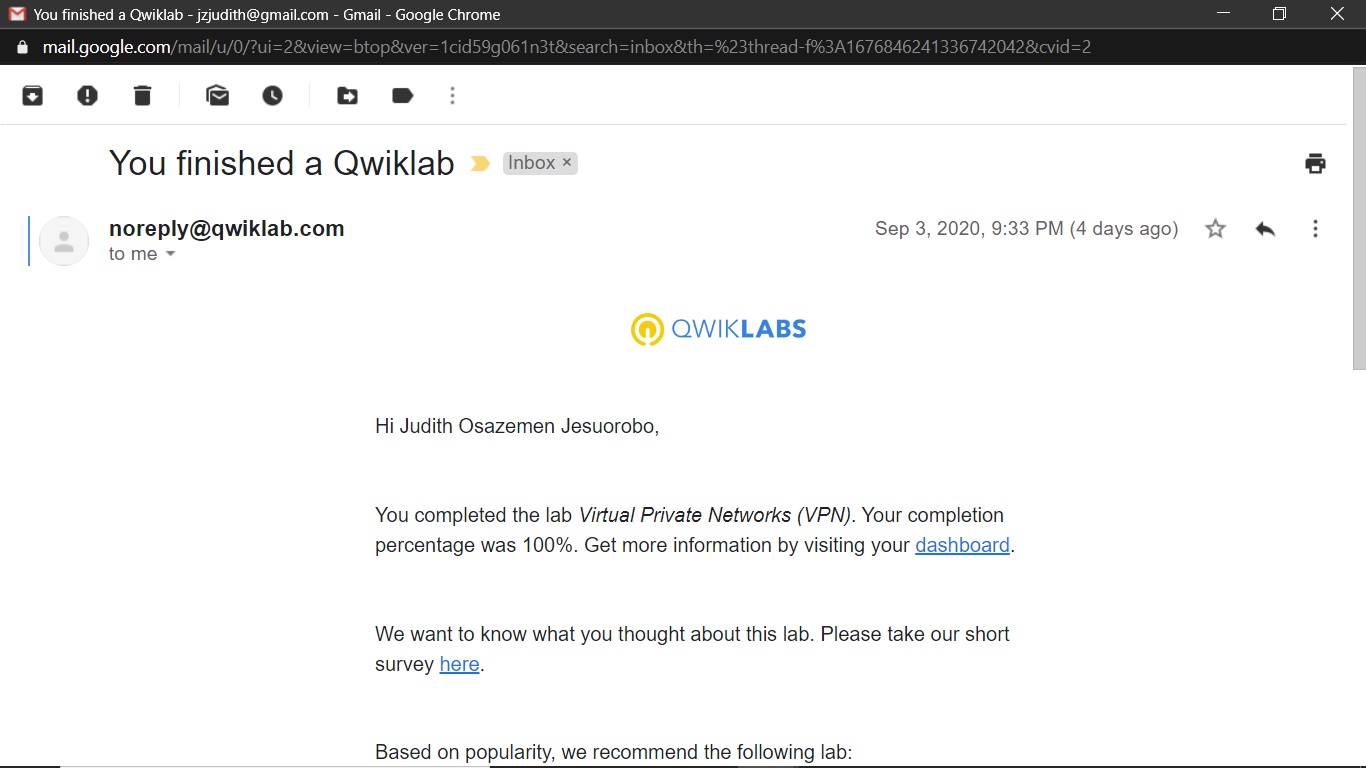 You finished a Qwiklab - jzjudith@gmail.com - Gmail - Google Chrome
mail.google.com/mail/u/0/?ui=2&view=btop&ver=1cid59g061n3t&search=inbox&th=%23thread-f%3A1676846241336742042&cvid=2
You finished a Qwiklab Inbox ×
noreply@qwiklab.com Sep 3, 2020, 9:33 PM (4 days ago)
to me
QWIKLABS
Hi Judith Osazemen Jesuorobo,
You completed the lab Virtual Private Networks (VPN). Your completion
percentage was 100%. Get more information by visiting your dashboard.
We want to know what you thought about this lab. Please take our short
survey here.
Based on popularity, we recommend the following lab: